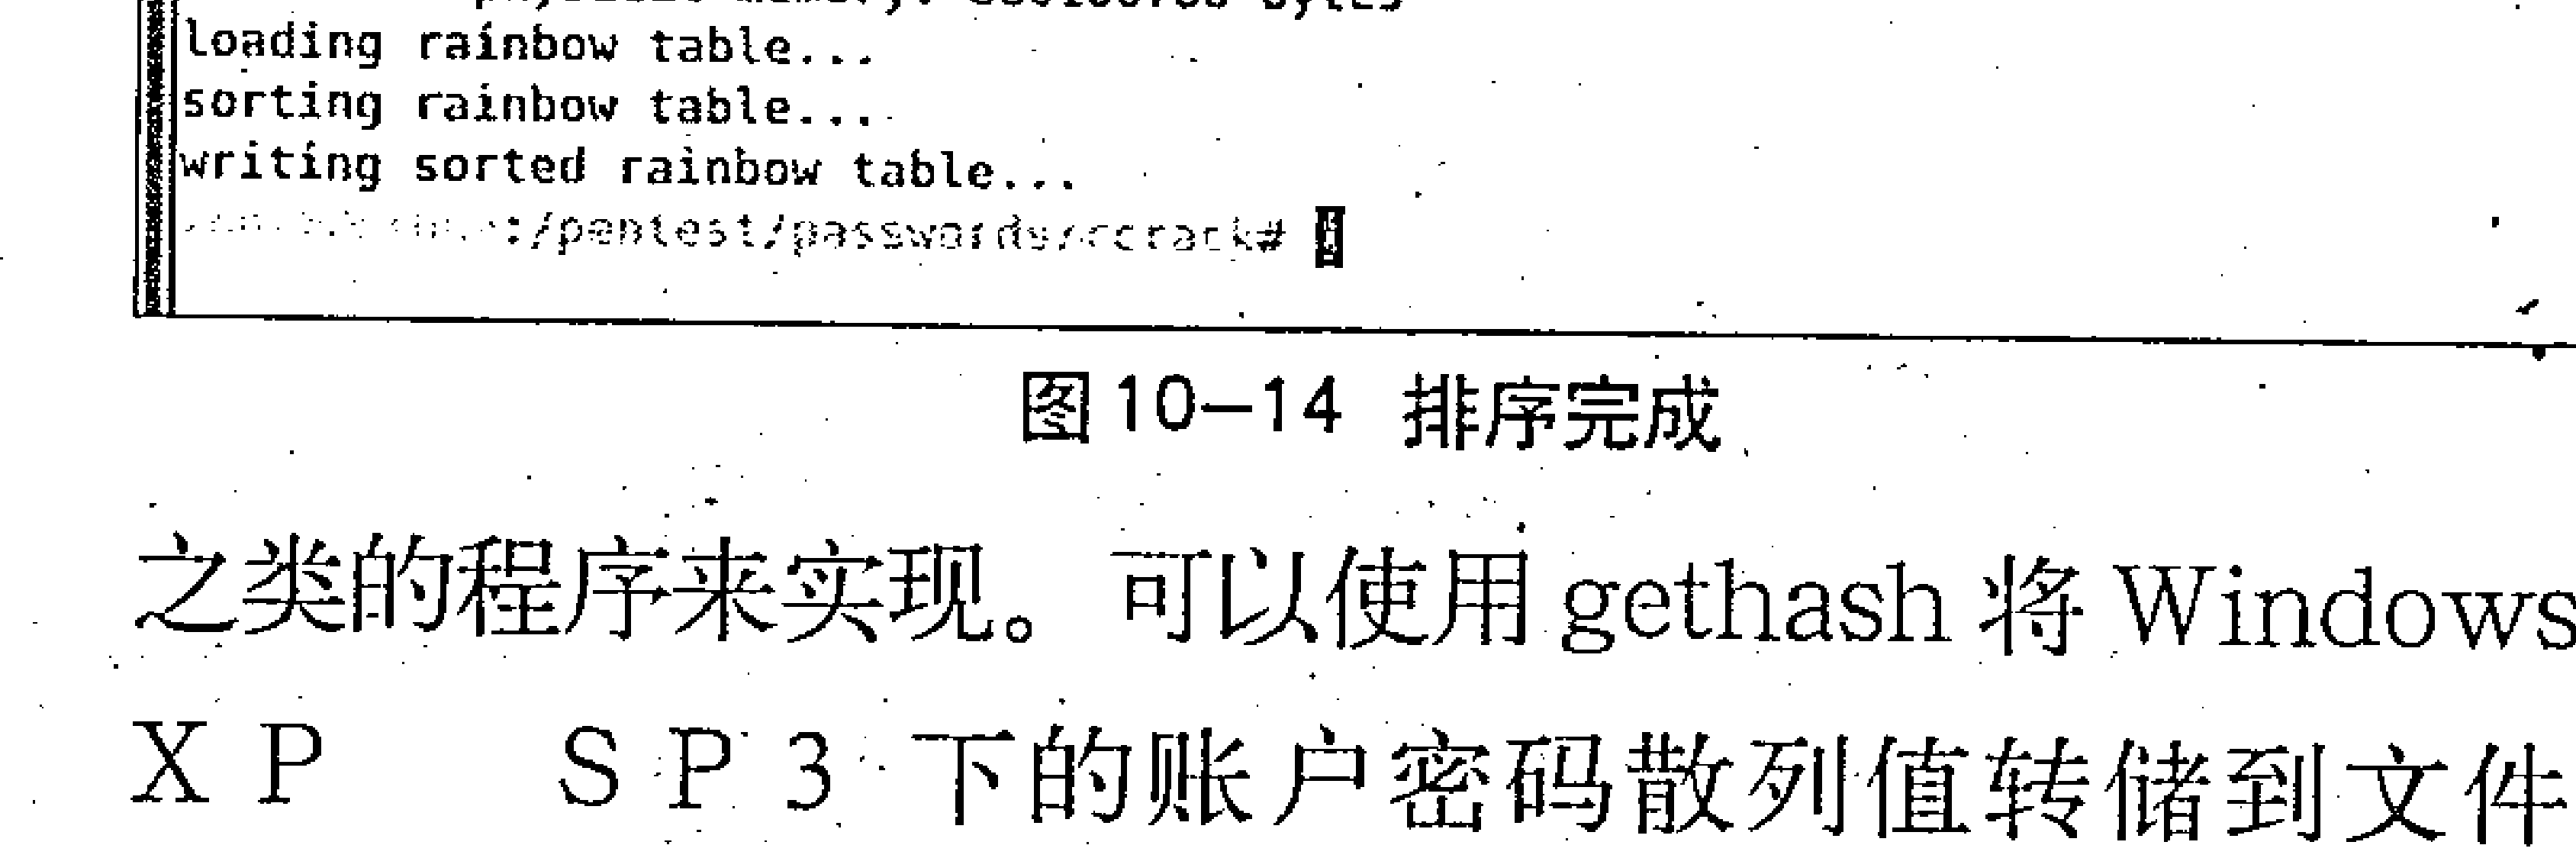 loading rainbow table...
sorting rainbow table...
writing sorted rainbow table...
:/pentest/passwords/rcrack#
图10-14 排序完成
之类的程序来实现。可以使用gethash将Windows
XP SP3下的账户密码散列值转储到文件